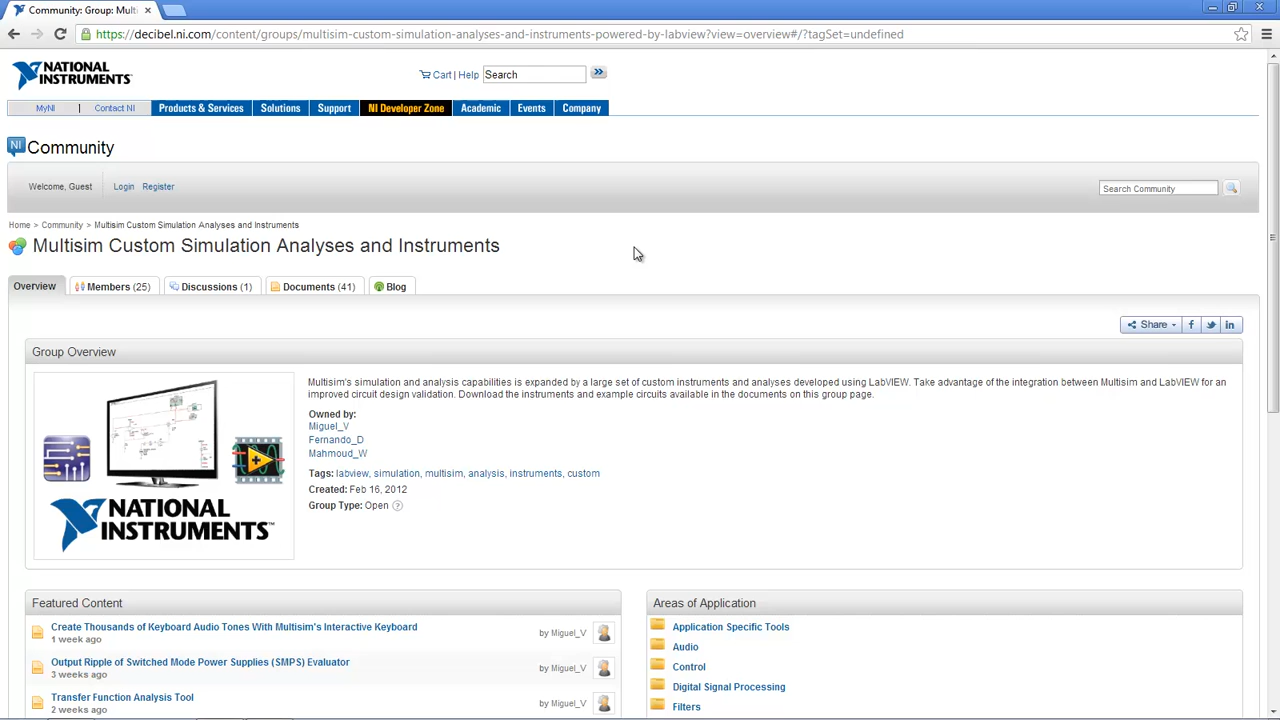 Community: Group: Multi
https://decibel.ni.com/content/groups/multisim-custom-simulation-analyses-and-instruments-powered-by-labview?view=overview#/?tagSet=undefined
NATIONAL INSTRUMENTS
Cart | Help Search
MyNI | Contact NI Products & Services Solutions Support NI Developer Zone Academic Events Company
NI Community
Welcome, Guest Login Register Search Community
Home > Community > Multisim Custom Simulation Analyses and Instruments
Multisim Custom Simulation Analyses and Instruments
Overview Members (25) Discussions (1) Documents (41) Blog
Share
Group Overview
Multisim's simulation and analysis capabilities is expanded by a large set of custom instruments and analyses developed using LabVIEW. Take advantage of the integration between Multisim and LabVIEW for an
improved circuit design validation. Download the instruments and example circuits available in the documents on this group page.
Owned by:
Miguel_V
Fernando_D
Mahmoud_W
Tags: labview, simulation, multisim, analysis, instruments, custom
Created: Feb 16, 2012
Group Type: Open ?
NATIONAL
INSTRUMENTS™
Featured Content
Create Thousands of Keyboard Audio Tones With Multisim's Interactive Keyboard
1 week ago
by Miguel_V
Output Ripple of Switched Mode Power Supplies (SMPS) Evaluator
3 weeks ago
by Miguel_V
Transfer Function Analysis Tool
2 weeks ago
by Miguel_V
Areas of Application
Application Specific Tools
Audio
Control
Digital Signal Processing
Filters